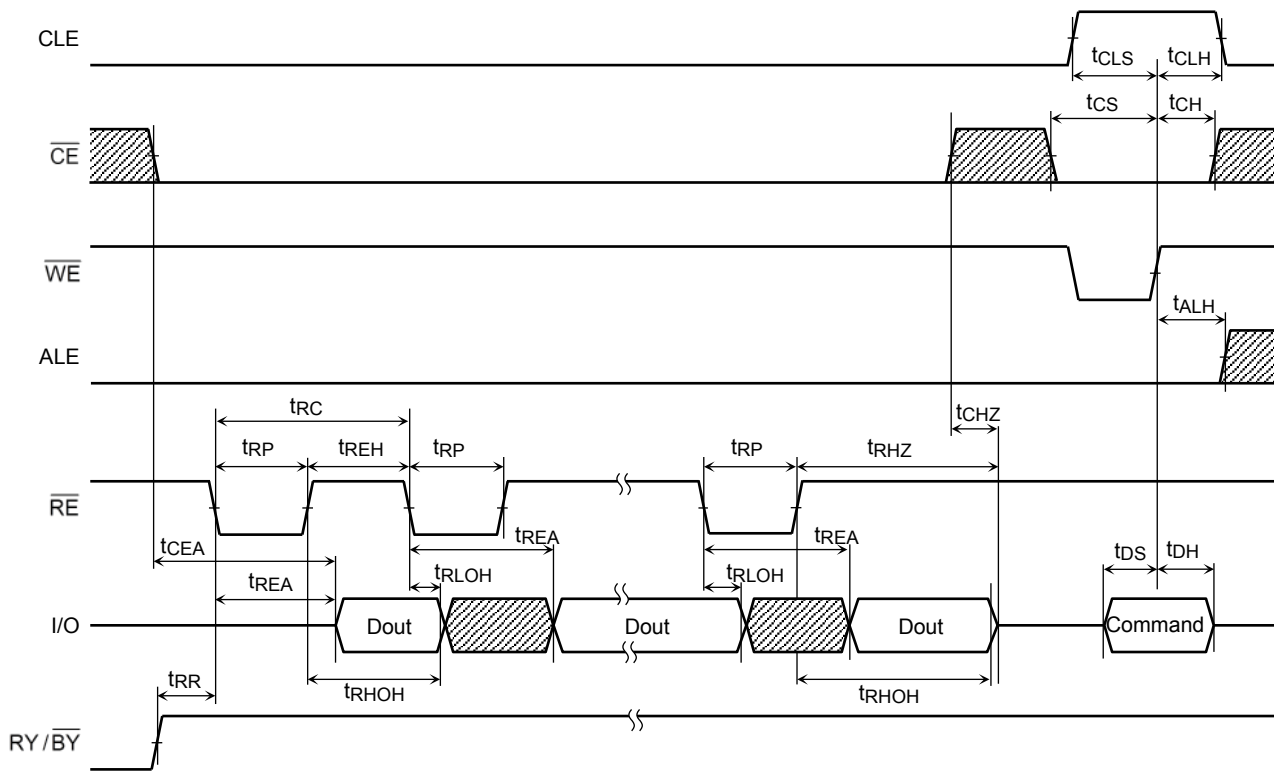 CLE
tCLS tCLH
tCS tCH
CE
WE
tALH
ALE
tRC
tCHZ
tRP tREH tRP tRP tRHZ
RE
tCEA tREA tREA
tREA tRLOH tRLOH tDS tDH
I/O Dout Dout Dout Command
tRR tRHOH tRHOH
RY/BY